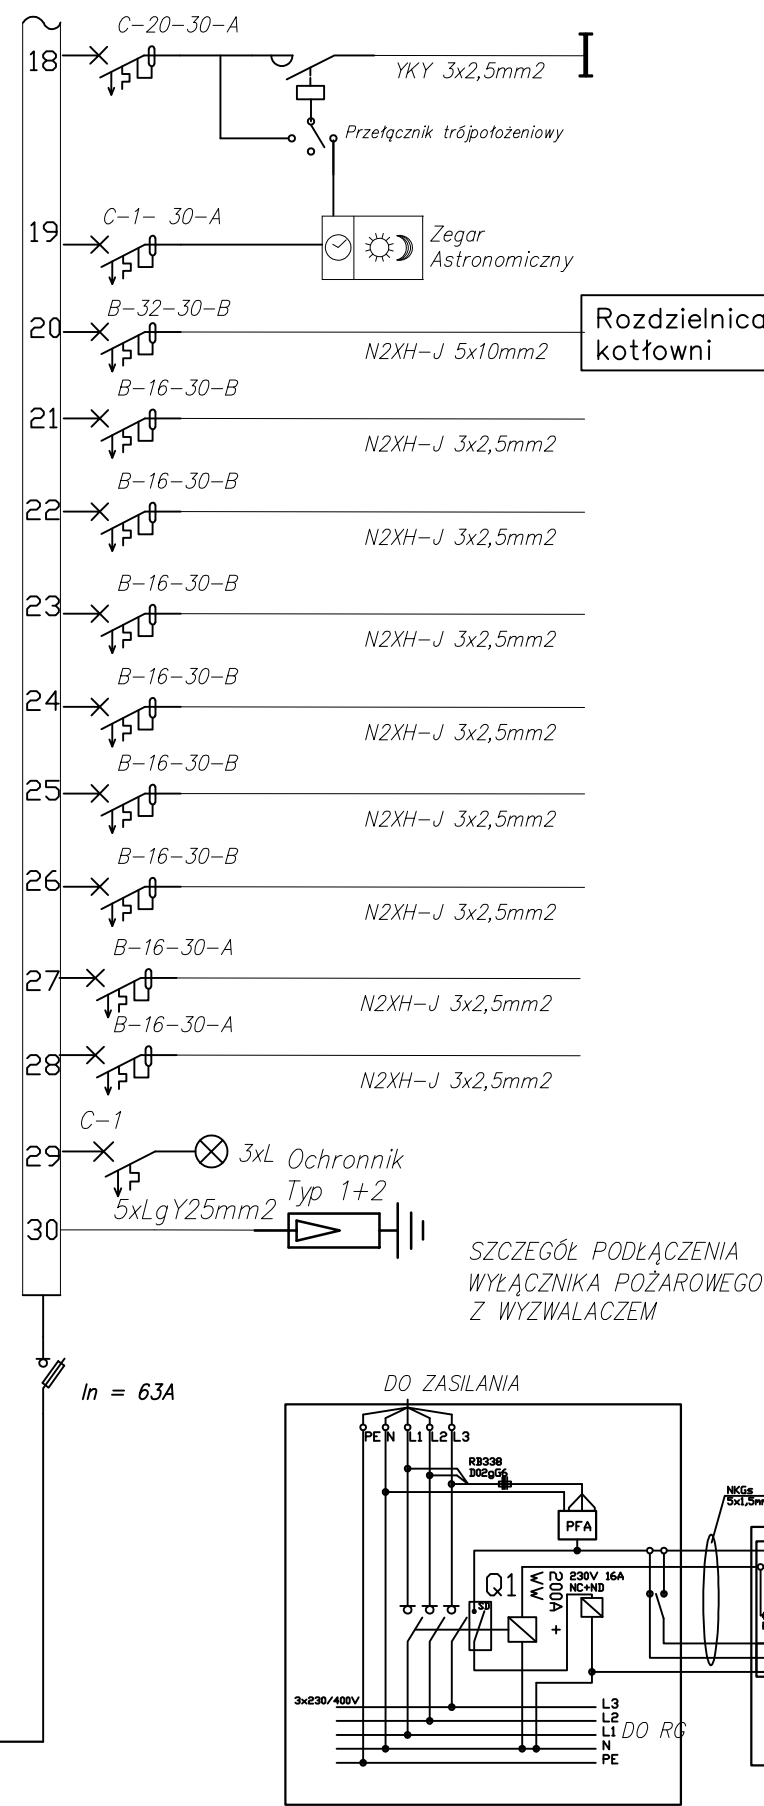 C-20-30-A
18
YKY 3x2,5mm2
Przełącznik trójpołożeniowy
C-1- 30-A
19
Zegar
Astronomiczny
B-32-30-B
20
N2XH-J 5x10mm2
Rozdzielnica
kotłowni
B-16-30-B
21
N2XH-J 3x2,5mm2
B-16-30-B
22
N2XH-J 3x2,5mm2
B-16-30-B
23
N2XH-J 3x2,5mm2
B-16-30-B
24
N2XH-J 3x2,5mm2
B-16-30-B
25
N2XH-J 3x2,5mm2
B-16-30-B
26
N2XH-J 3x2,5mm2
B-16-30-A
27
N2XH-J 3x2,5mm2
B-16-30-A
28
N2XH-J 3x2,5mm2
C-1
29
3xL
Ochronnik
Typ 1+2
5xLgY25mm2
30
SZCZEGÓŁ PODŁĄCZENIA
WYŁĄCZNIKA POŻAROWEGO
Z WYZWALACZEM
In = 63A
DO ZASILANIA
PE N L1 L2 L3
RB338
D02gG6
NKGs
PFA
Q1
200A +
WW
230V 16A
NC+NO
SD
3x230/400V
L3
L2
L1
DO RG
N
PE